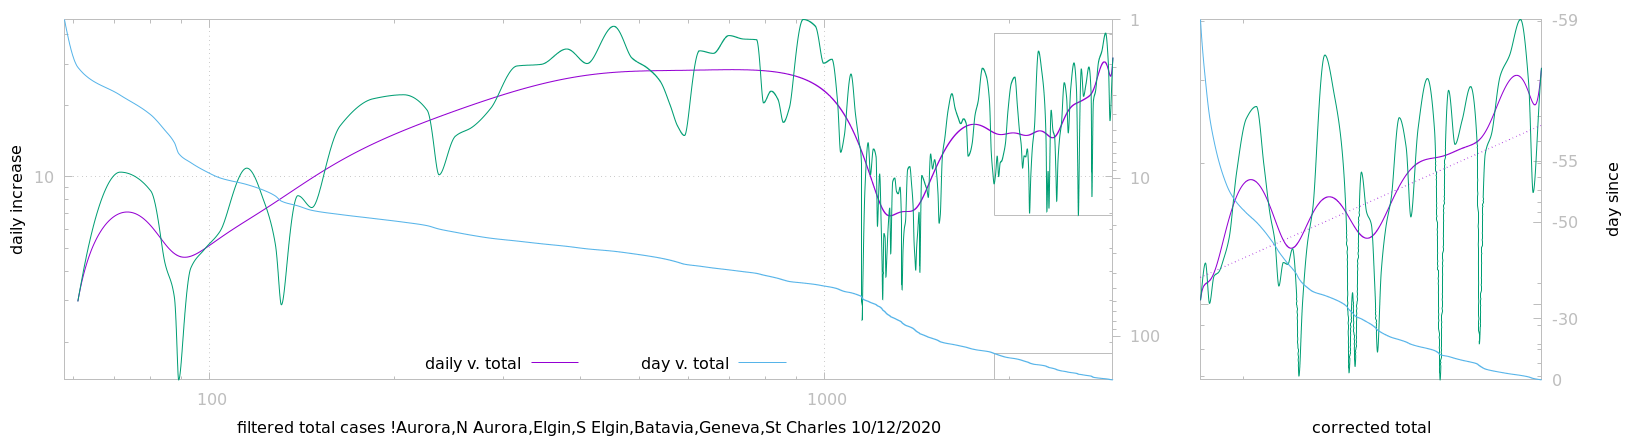 1
-59
daily increase
10
10
-55
-50
day since
-30
100
daily v. total
day v. total
0
100
1000
filtered total cases !Aurora,N Aurora,Elgin,S Elgin,Batavia,Geneva,St Charles 10/12/2020
corrected total